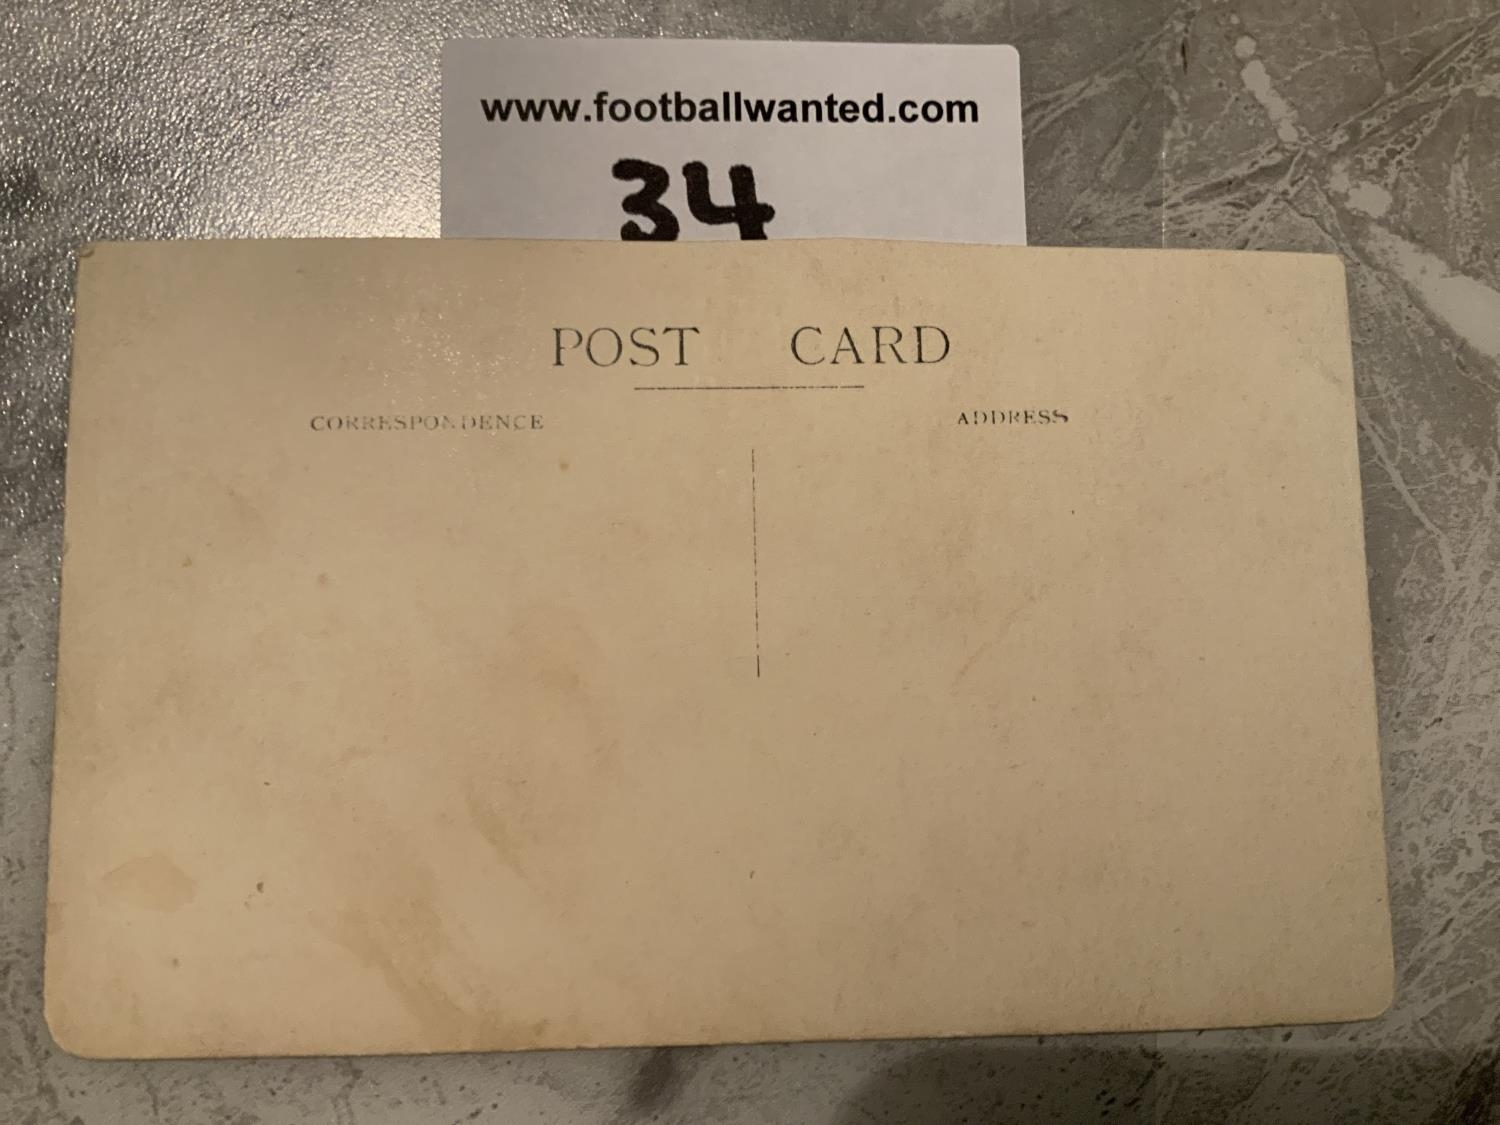 www.footballwanted.com
34
POST CARD
CORRESPONDENCE
ADDRESS